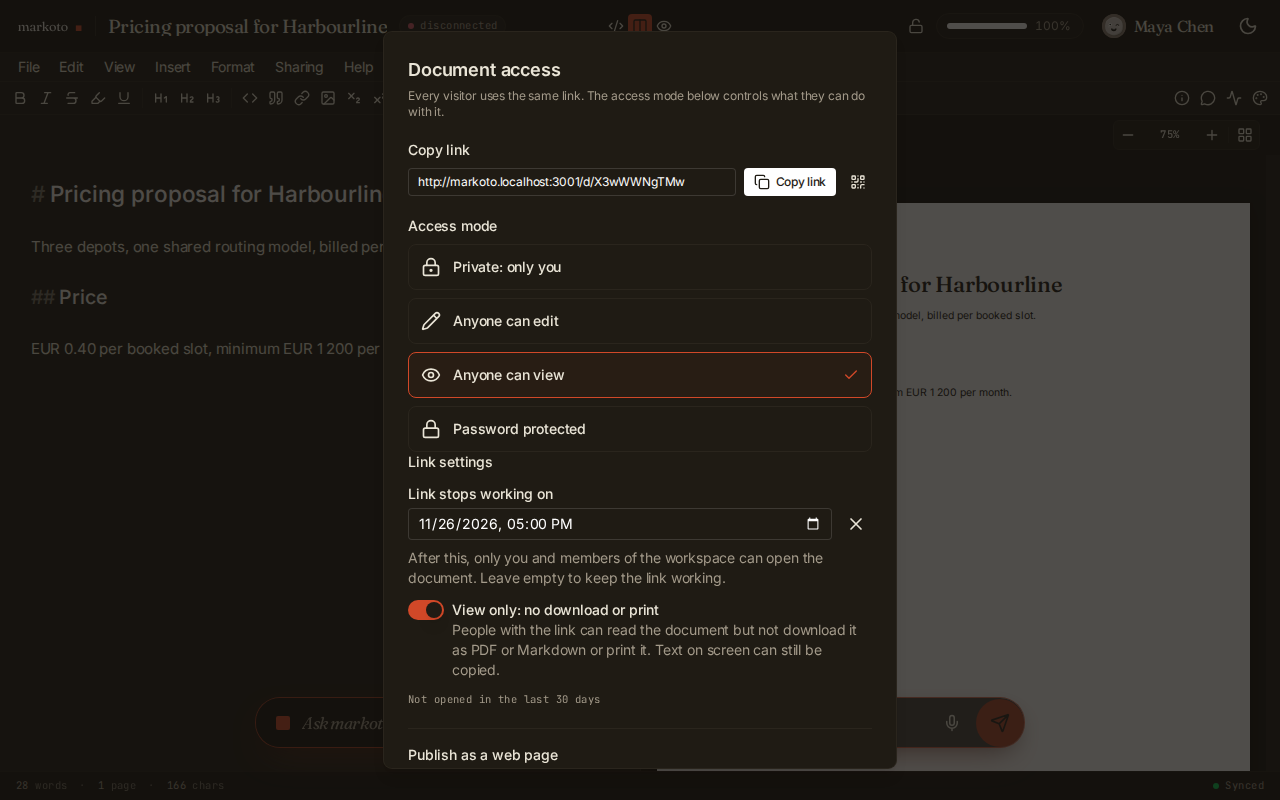 markoto
Pricing proposal for Harbourline
disconnected
100%
Maya Chen
File Edit View Insert Format Sharing Help
B I S U H1 H2 H3 X2
75%
# Pricing proposal for Harbourlin
Three depots, one shared routing model, billed per
## Price
EUR 0.40 per booked slot, minimum EUR 1 200 per
Document access
Every visitor uses the same link. The access mode below controls what they can do
with it.
Copy link
http://markoto.localhost:3001/d/X3wWWNgTMw
Copy link
Access mode
Private: only you
Anyone can edit
Anyone can view
Password protected
Link settings
Link stops working on
11/26/2026, 05:00 PM
After this, only you and members of the workspace can open the
document. Leave empty to keep the link working.
View only: no download or print
People with the link can read the document but not download it
as PDF or Markdown or print it. Text on screen can still be
copied.
Not opened in the last 30 days
Publish as a web page
for Harbourline
odel, billed per booked slot.
EUR 1 200 per month.
Ask markot
28 words · 1 page · 166 chars
Synced